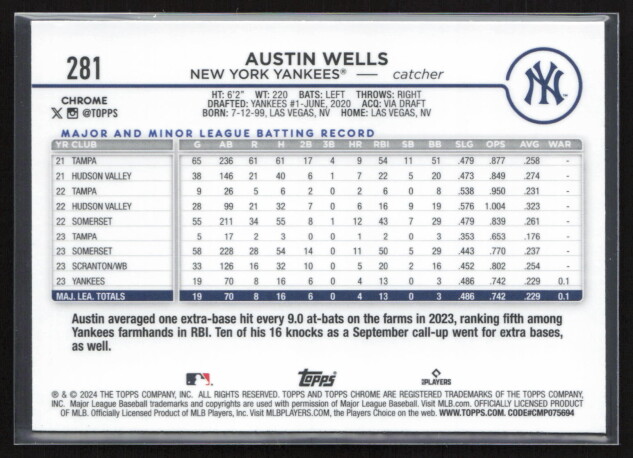 281
AUSTIN WELLS
NEW YORK YANKEES® — catcher
NY
CHROME
@TOPPS
HT: 6'2" WT: 220 BATS: LEFT THROWS: RIGHT
DRAFTED: YANKEES #1-JUNE, 2020 ACQ: VIA DRAFT
BORN: 7-12-99, LAS VEGAS, NV HOME: LAS VEGAS, NV
MAJOR AND MINOR LEAGUE BATTING RECORD
YR CLUB G AB R H 2B 3B HR RBI SB BB SLG OPS AVG WAR
21 TAMPA 65 236 61 61 17 4 9 54 11 51 .479 .877 .258 -
21 HUDSON VALLEY 38 146 21 40 6 1 7 22 5 20 .473 .849 .274 -
22 TAMPA 9 26 5 6 2 0 2 6 0 8 .538 .950 .231 -
22 HUDSON VALLEY 28 99 21 32 7 0 6 16 9 19 .576 1.004 .323 -
22 SOMERSET 55 211 34 55 8 1 12 43 7 29 .479 .839 .261 -
23 TAMPA 5 17 2 3 0 0 1 2 0 3 .353 .653 .176 -
23 SOMERSET 58 228 28 54 14 0 11 50 5 29 .443 .770 .237 -
23 SCRANTON/WB 33 126 16 32 10 0 5 20 2 16 .452 .802 .254 -
23 YANKEES 19 70 8 16 6 0 4 13 0 3 .486 .742 .229 0.1
MAJ. LEA. TOTALS 19 70 8 16 6 0 4 13 0 3 .486 .742 .229 0.1
Austin averaged one extra-base hit every 9.0 at-bats on the farms in 2023, ranking fifth among
Yankees farmhands in RBI. Ten of his 16 knocks as a September call-up went for extra bases,
as well.
Topps
PLAYERS
® & © 2024 THE TOPPS COMPANY, INC. ALL RIGHTS RESERVED. TOPPS AND TOPPS CHROME ARE REGISTERED TRADEMARKS OF THE TOPPS COMPANY,
INC. Major League Baseball trademarks and copyrights are used with permission of Major League Baseball. Visit MLB.com. OFFICIALLY LICENSED PRODUCT
OF MLB. Officially Licensed Product of MLB Players, Inc. Visit MLBPLAYERS.COM, the Players Choice on the web. WWW.TOPPS.COM. CODE#CMP075694